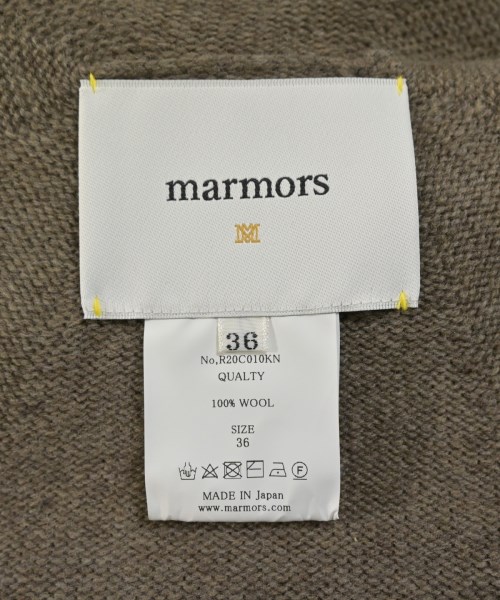 marmors
M
36
No,R20C010KN
QUALTY
100% WOOL
SIZE
36
MADE IN Japan
www.marmors.com